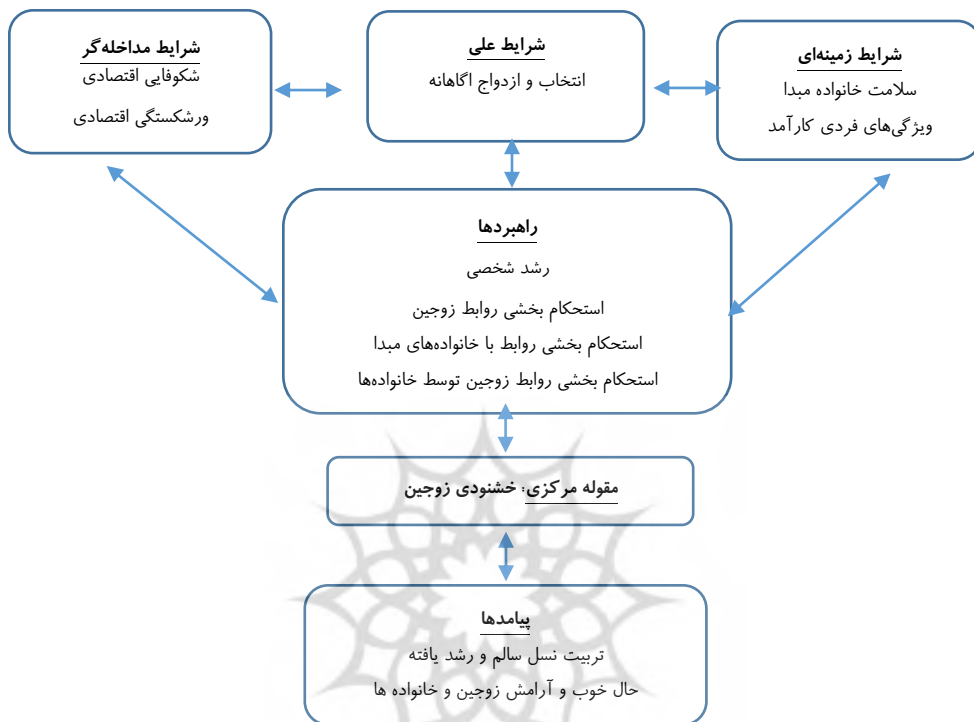 شرایط زمینه‌ای
سلامت خانواده مبدا
ویژگی‌های فردی کارآمد
شرایط علی
انتخاب و ازدواج اگاهانه
شرایط مداخله‌گر
شکوفایی اقتصادی
ورشکستگی اقتصادی
راهبردها
رشد شخصی
استحکام بخشی روابط زوجین
استحکام بخشی روابط با خانواده‌های مبدا
استحکام بخشی روابط زوجین توسط خانواده‌ها
مقوله مرکزی: خشنودی زوجین
پیامدها
تربیت نسل سالم و رشد یافته
حال خوب و آرامش زوجین و خانواده ها